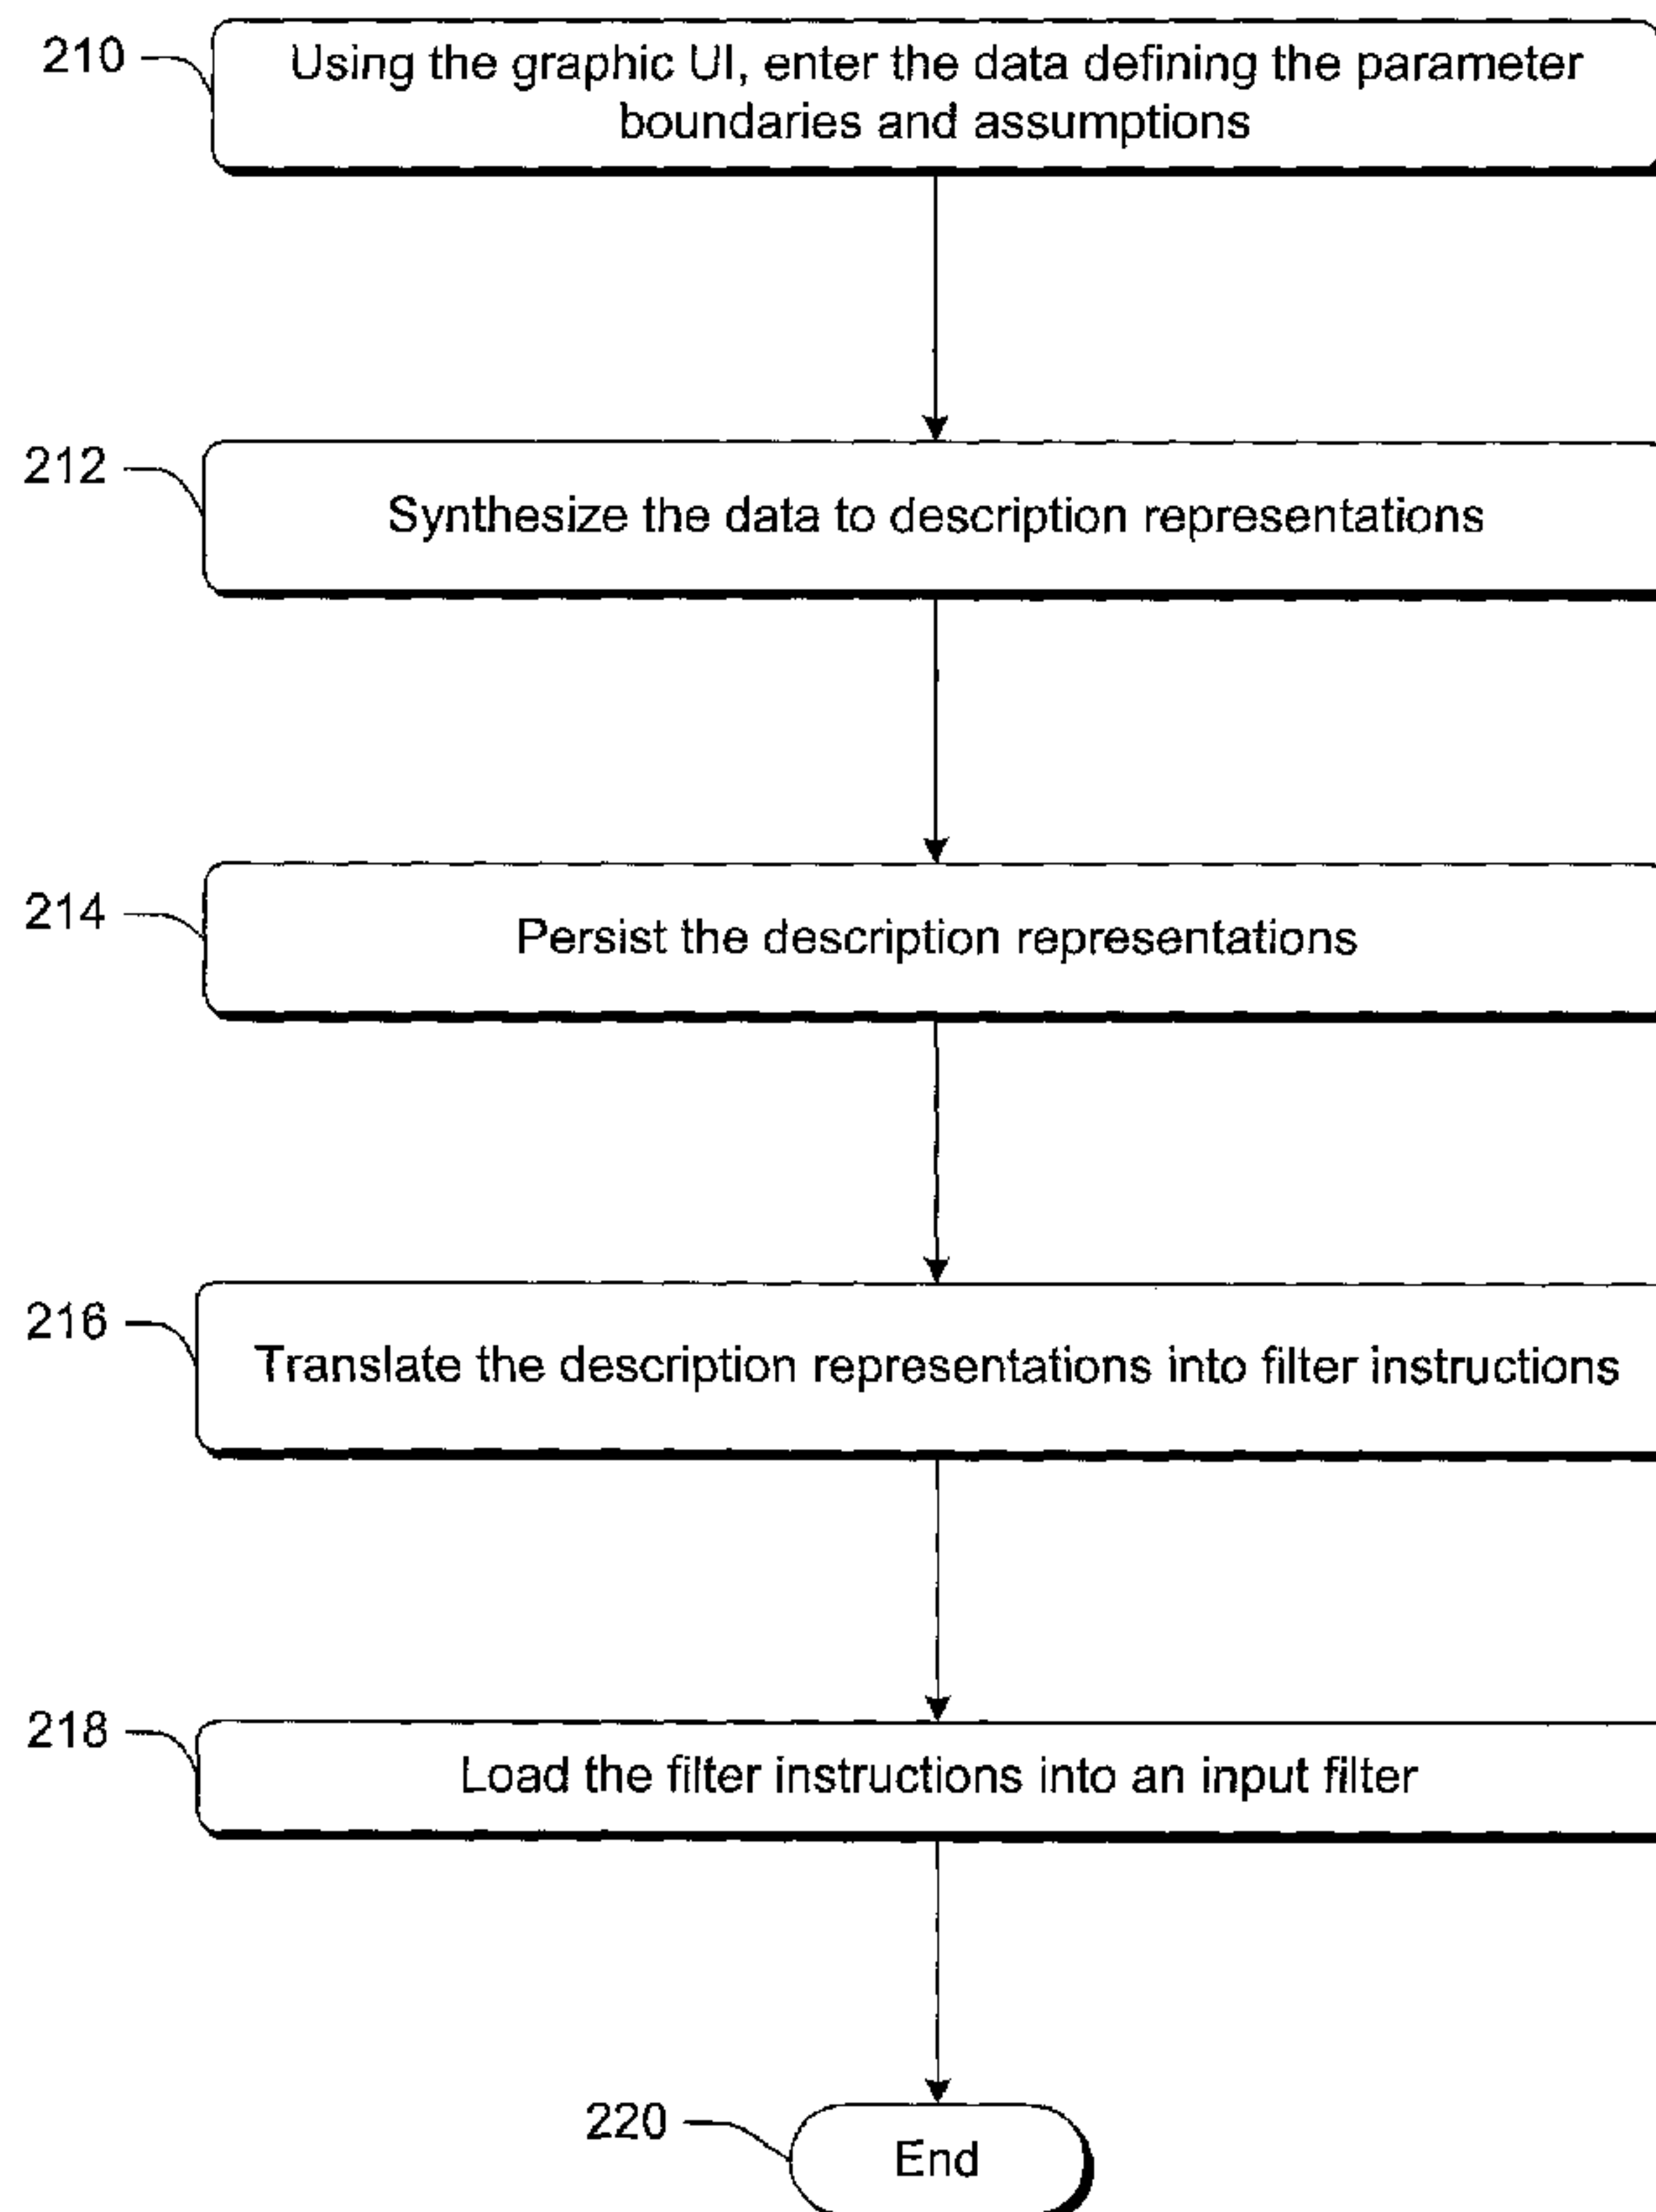 210
Using the graphic UI, enter the data defining the parameter
boundaries and assumptions
212
Synthesize the data to description representations
214
Persist the description representations
216
Translate the description representations into filter instructions
218
Load the filter instructions into an input filter
220
End